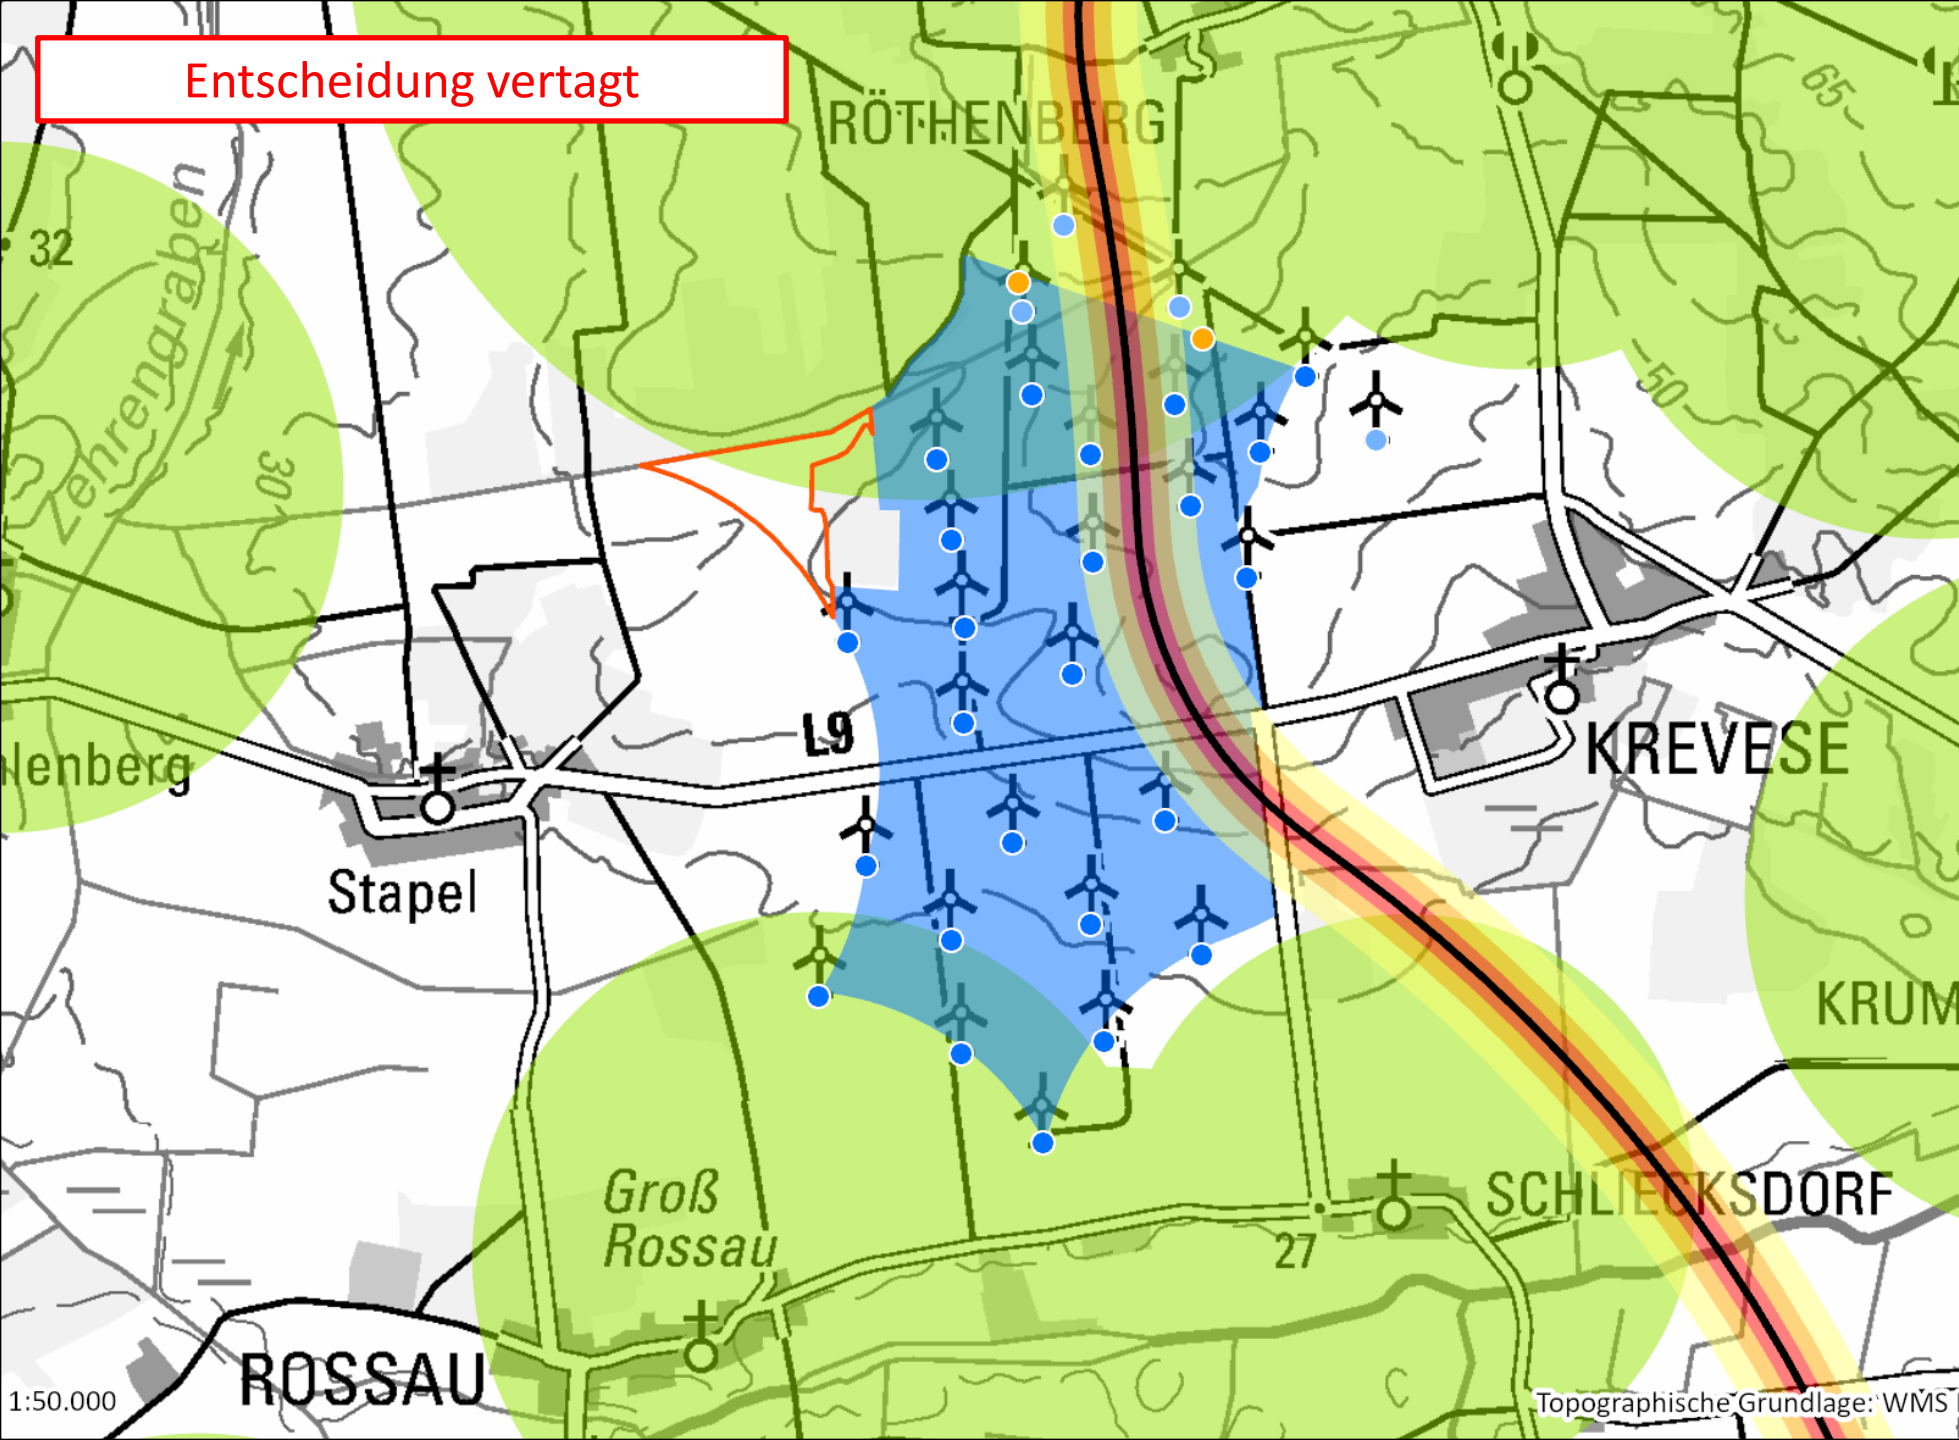 Entscheidung vertagt
RÖTHENBERG
65
32
Zehrengraben
50
30
L9
KREVESE
lenberg
Stapel
KRUM
Groß
Rossau
SCHLIECKSDORF
27
ROSSAU
1:50.000
Topographische Grundlage: WMS